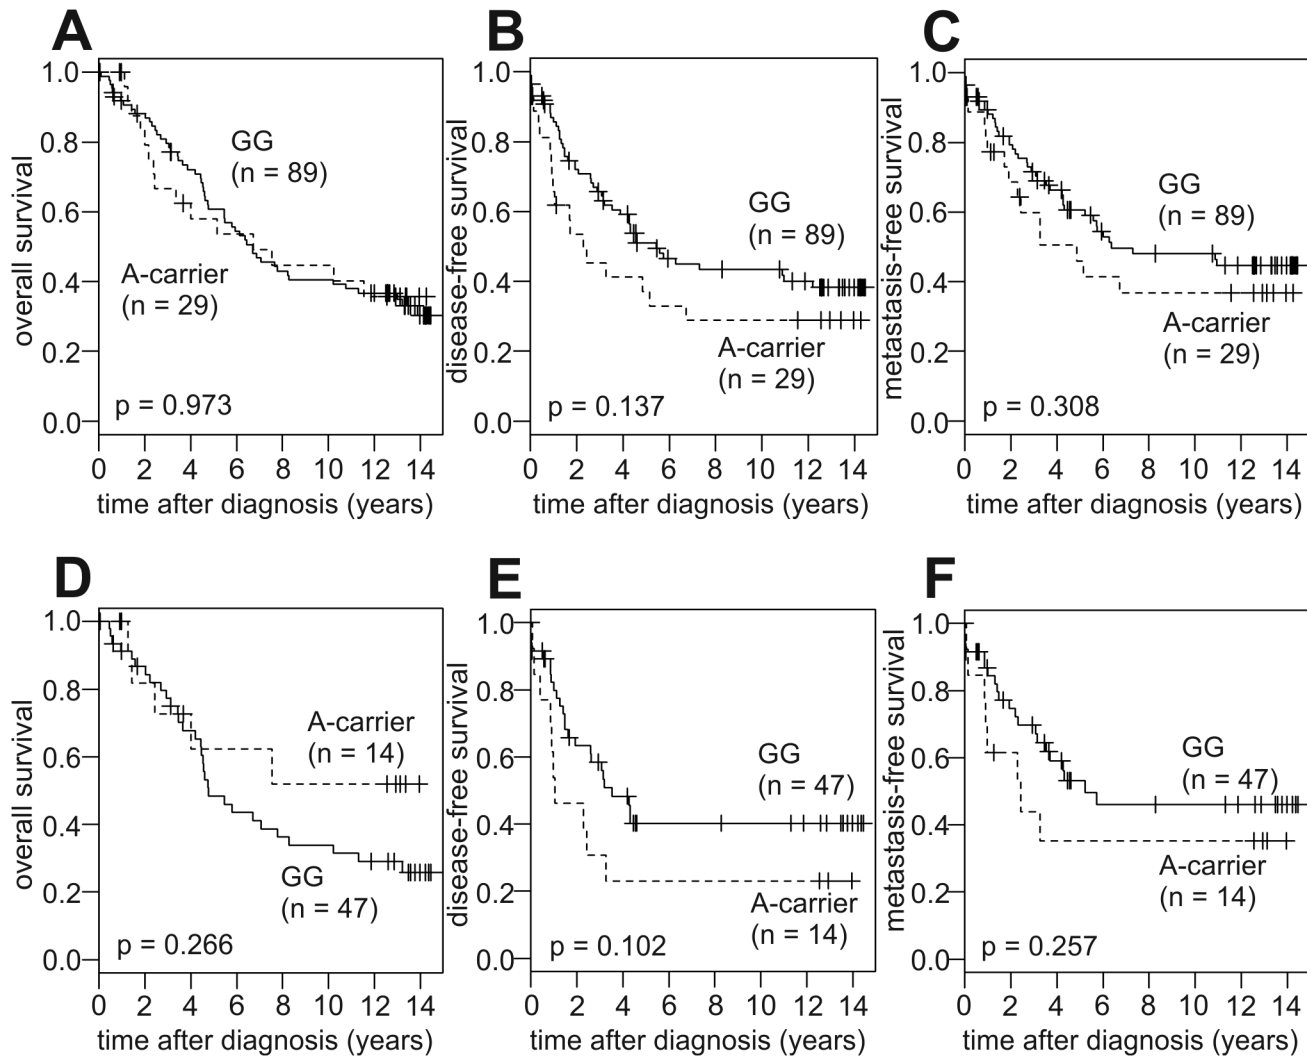 A
overall survival
1.0
0.8
0.6
0.4
0.2
0.0
GG
(n = 89)
A-carrier
(n = 29)
p = 0.973
0 2 4 6 8 10 12 14
time after diagnosis (years)
B
disease-free survival
1.0
0.8
0.6
0.4
0.2
0.0
GG
(n = 89)
A-carrier
(n = 29)
p = 0.137
0 2 4 6 8 10 12 14
time after diagnosis (years)
C
metastasis-free survival
1.0
0.8
0.6
0.4
0.2
0.0
GG
(n = 89)
A-carrier
(n = 29)
p = 0.308
0 2 4 6 8 10 12 14
time after diagnosis (years)
D
overall survival
1.0
0.8
0.6
0.4
0.2
0.0
A-carrier
(n = 14)
GG
(n = 47)
p = 0.266
0 2 4 6 8 10 12 14
time after diagnosis (years)
E
disease-free survival
1.0
0.8
0.6
0.4
0.2
0.0
GG
(n = 47)
A-carrier
(n = 14)
p = 0.102
0 2 4 6 8 10 12 14
time after diagnosis (years)
F
metastasis-free survival
1.0
0.8
0.6
0.4
0.2
0.0
GG
(n = 47)
A-carrier
(n = 14)
p = 0.257
0 2 4 6 8 10 12 14
time after diagnosis (years)